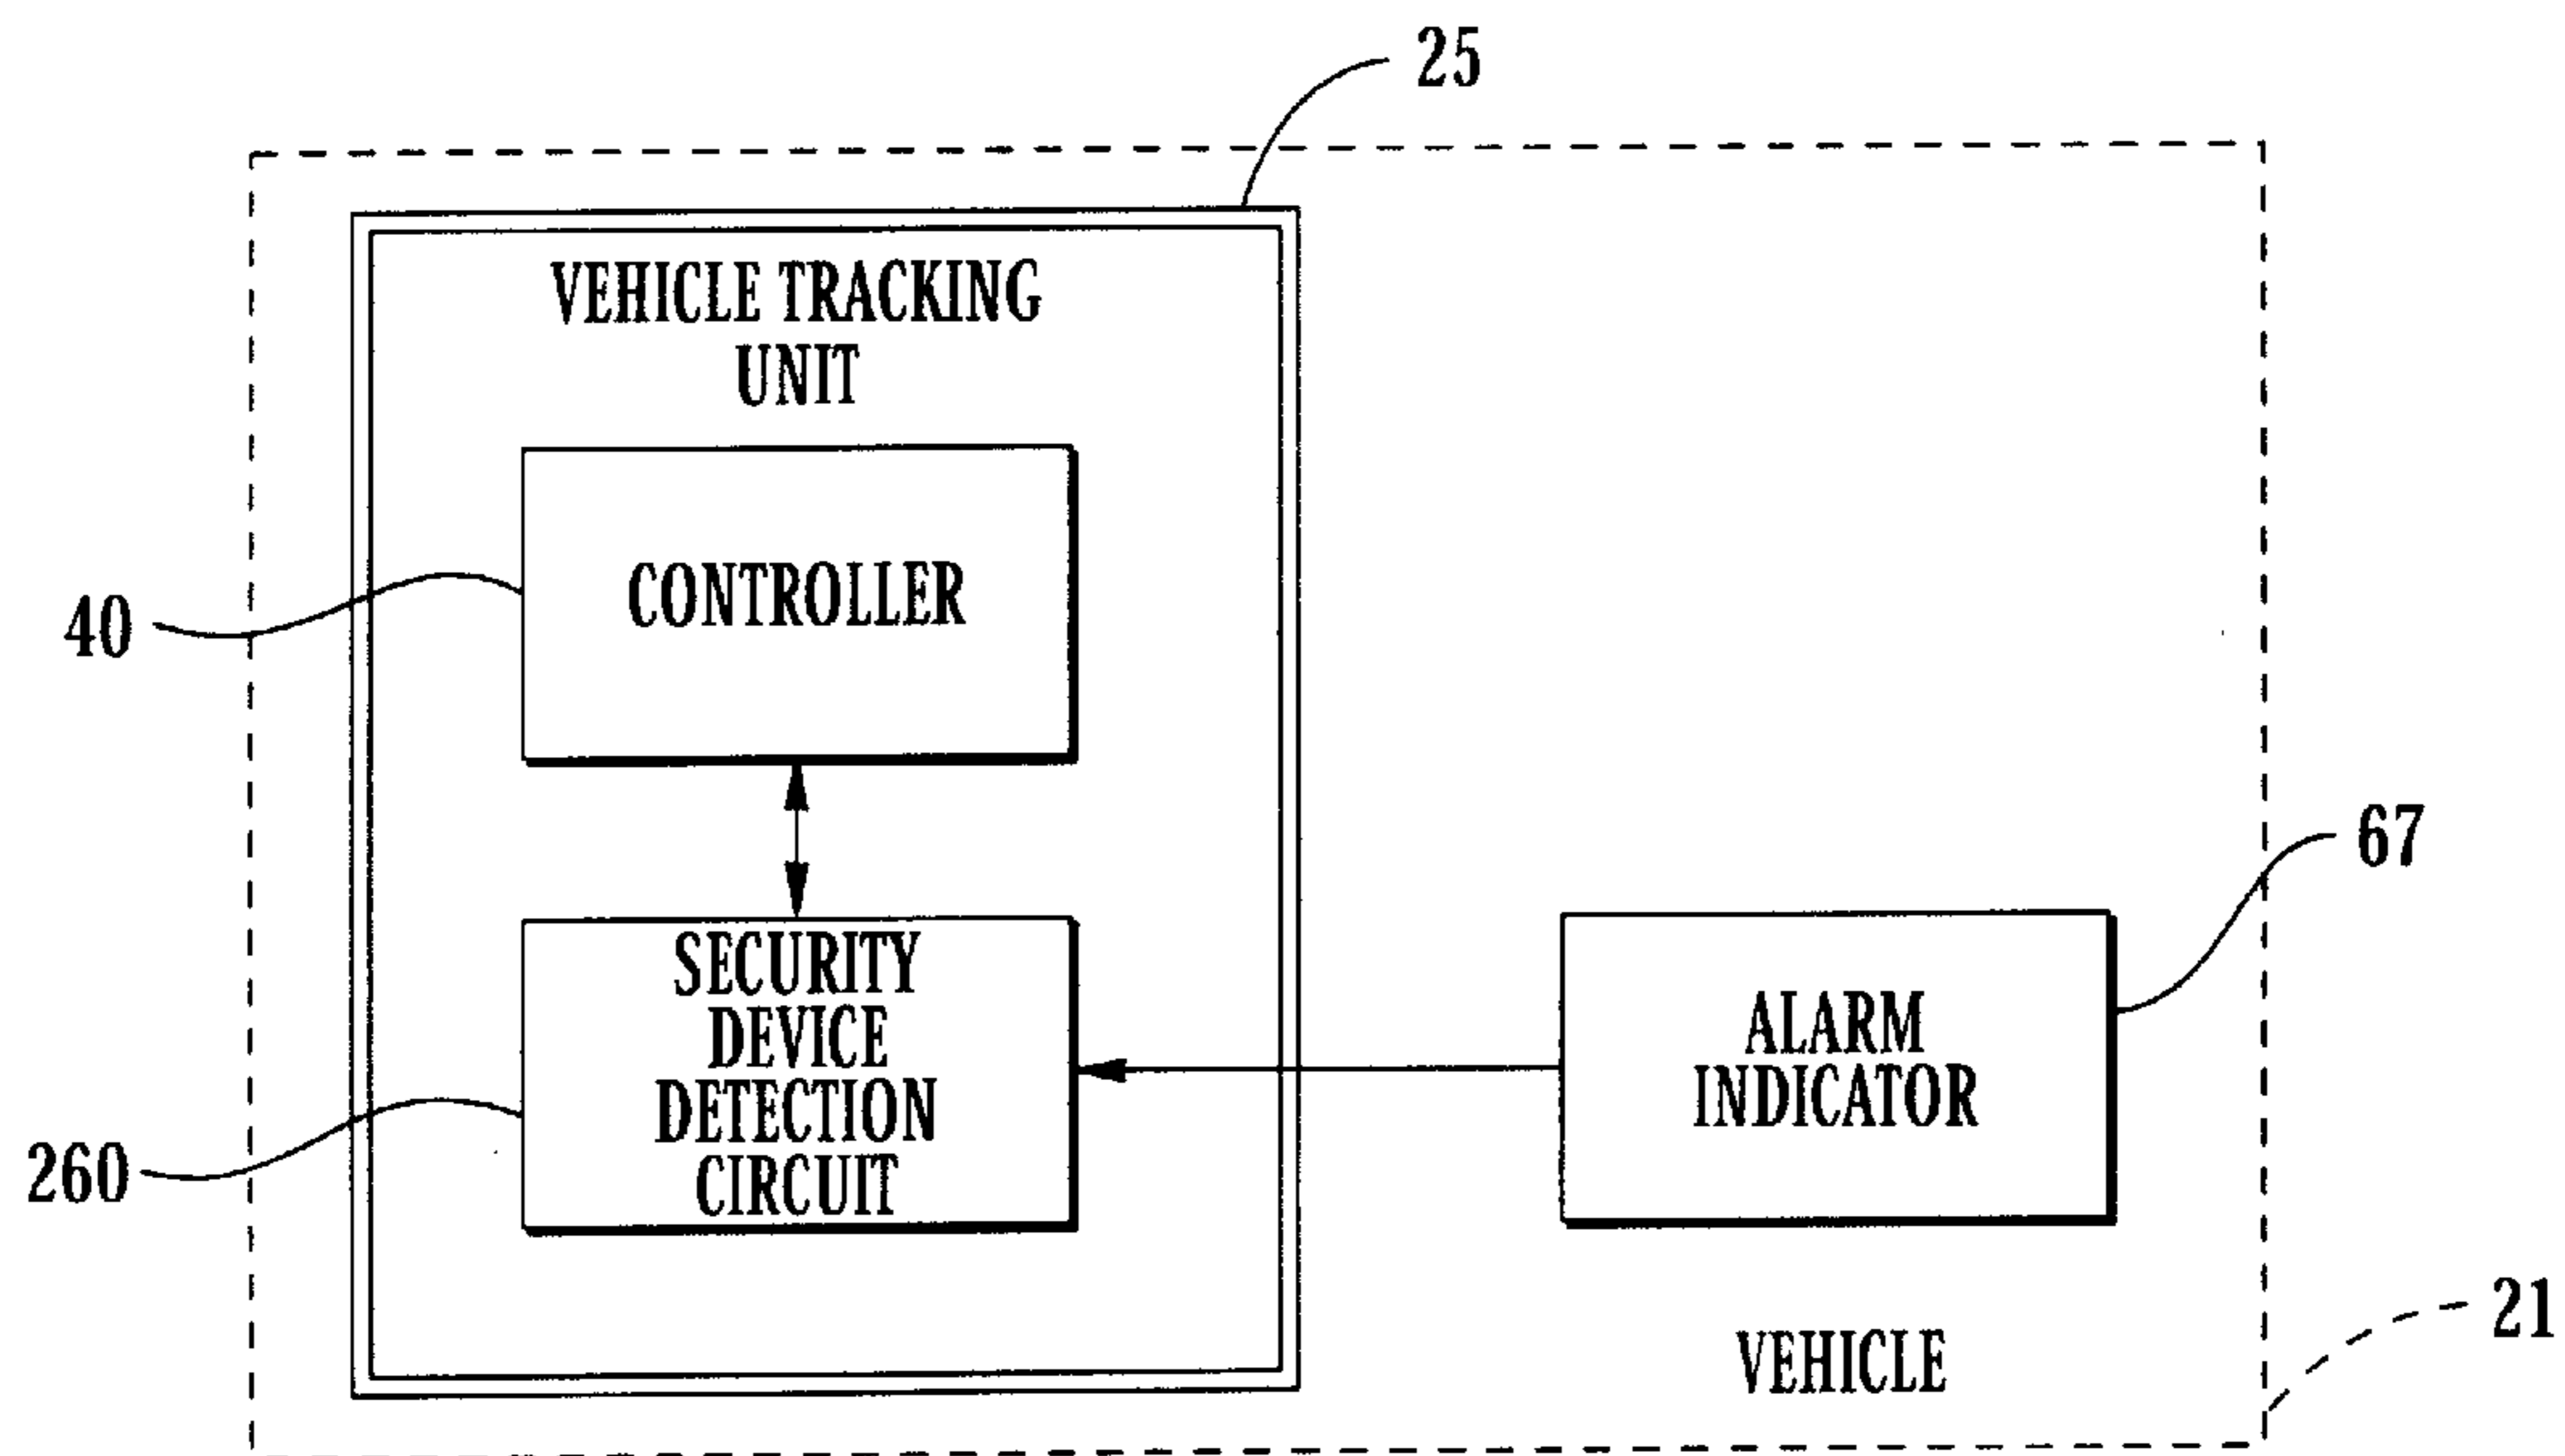 25
VEHICLE TRACKING
UNIT
CONTROLLER
40
67
SECURITY
DEVICE
DETECTION
CIRCUIT
ALARM
INDICATOR
260
21
VEHICLE